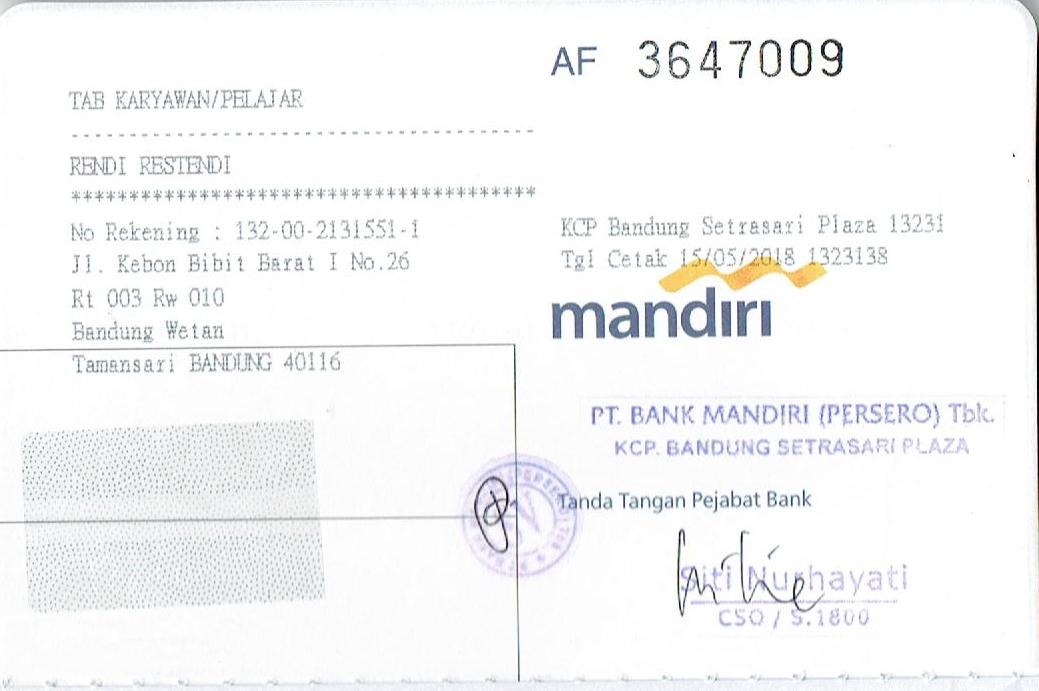 AF 3647009
TAB KARYAWAN/PELAJAR
----------------------------------------
RENDI RESTENDI
****************************************
No Rekening : 132-00-2131551-1
Jl. Kebon Bibit Barat I No.26
Rt 003 Rw 010
Bandung Wetan
Tamansari BANDUNG 40116
KCP Bandung Setrasari Plaza 13231
Tgl Cetak 15/05/2018 1323138
mandiri
PT. BANK MANDIRI (PERSERO) Tbk.
KCP. BANDUNG SETRASARI PLAZA
Tanda Tangan Pejabat Bank
Siti Nurhayati
CSO / S.1800